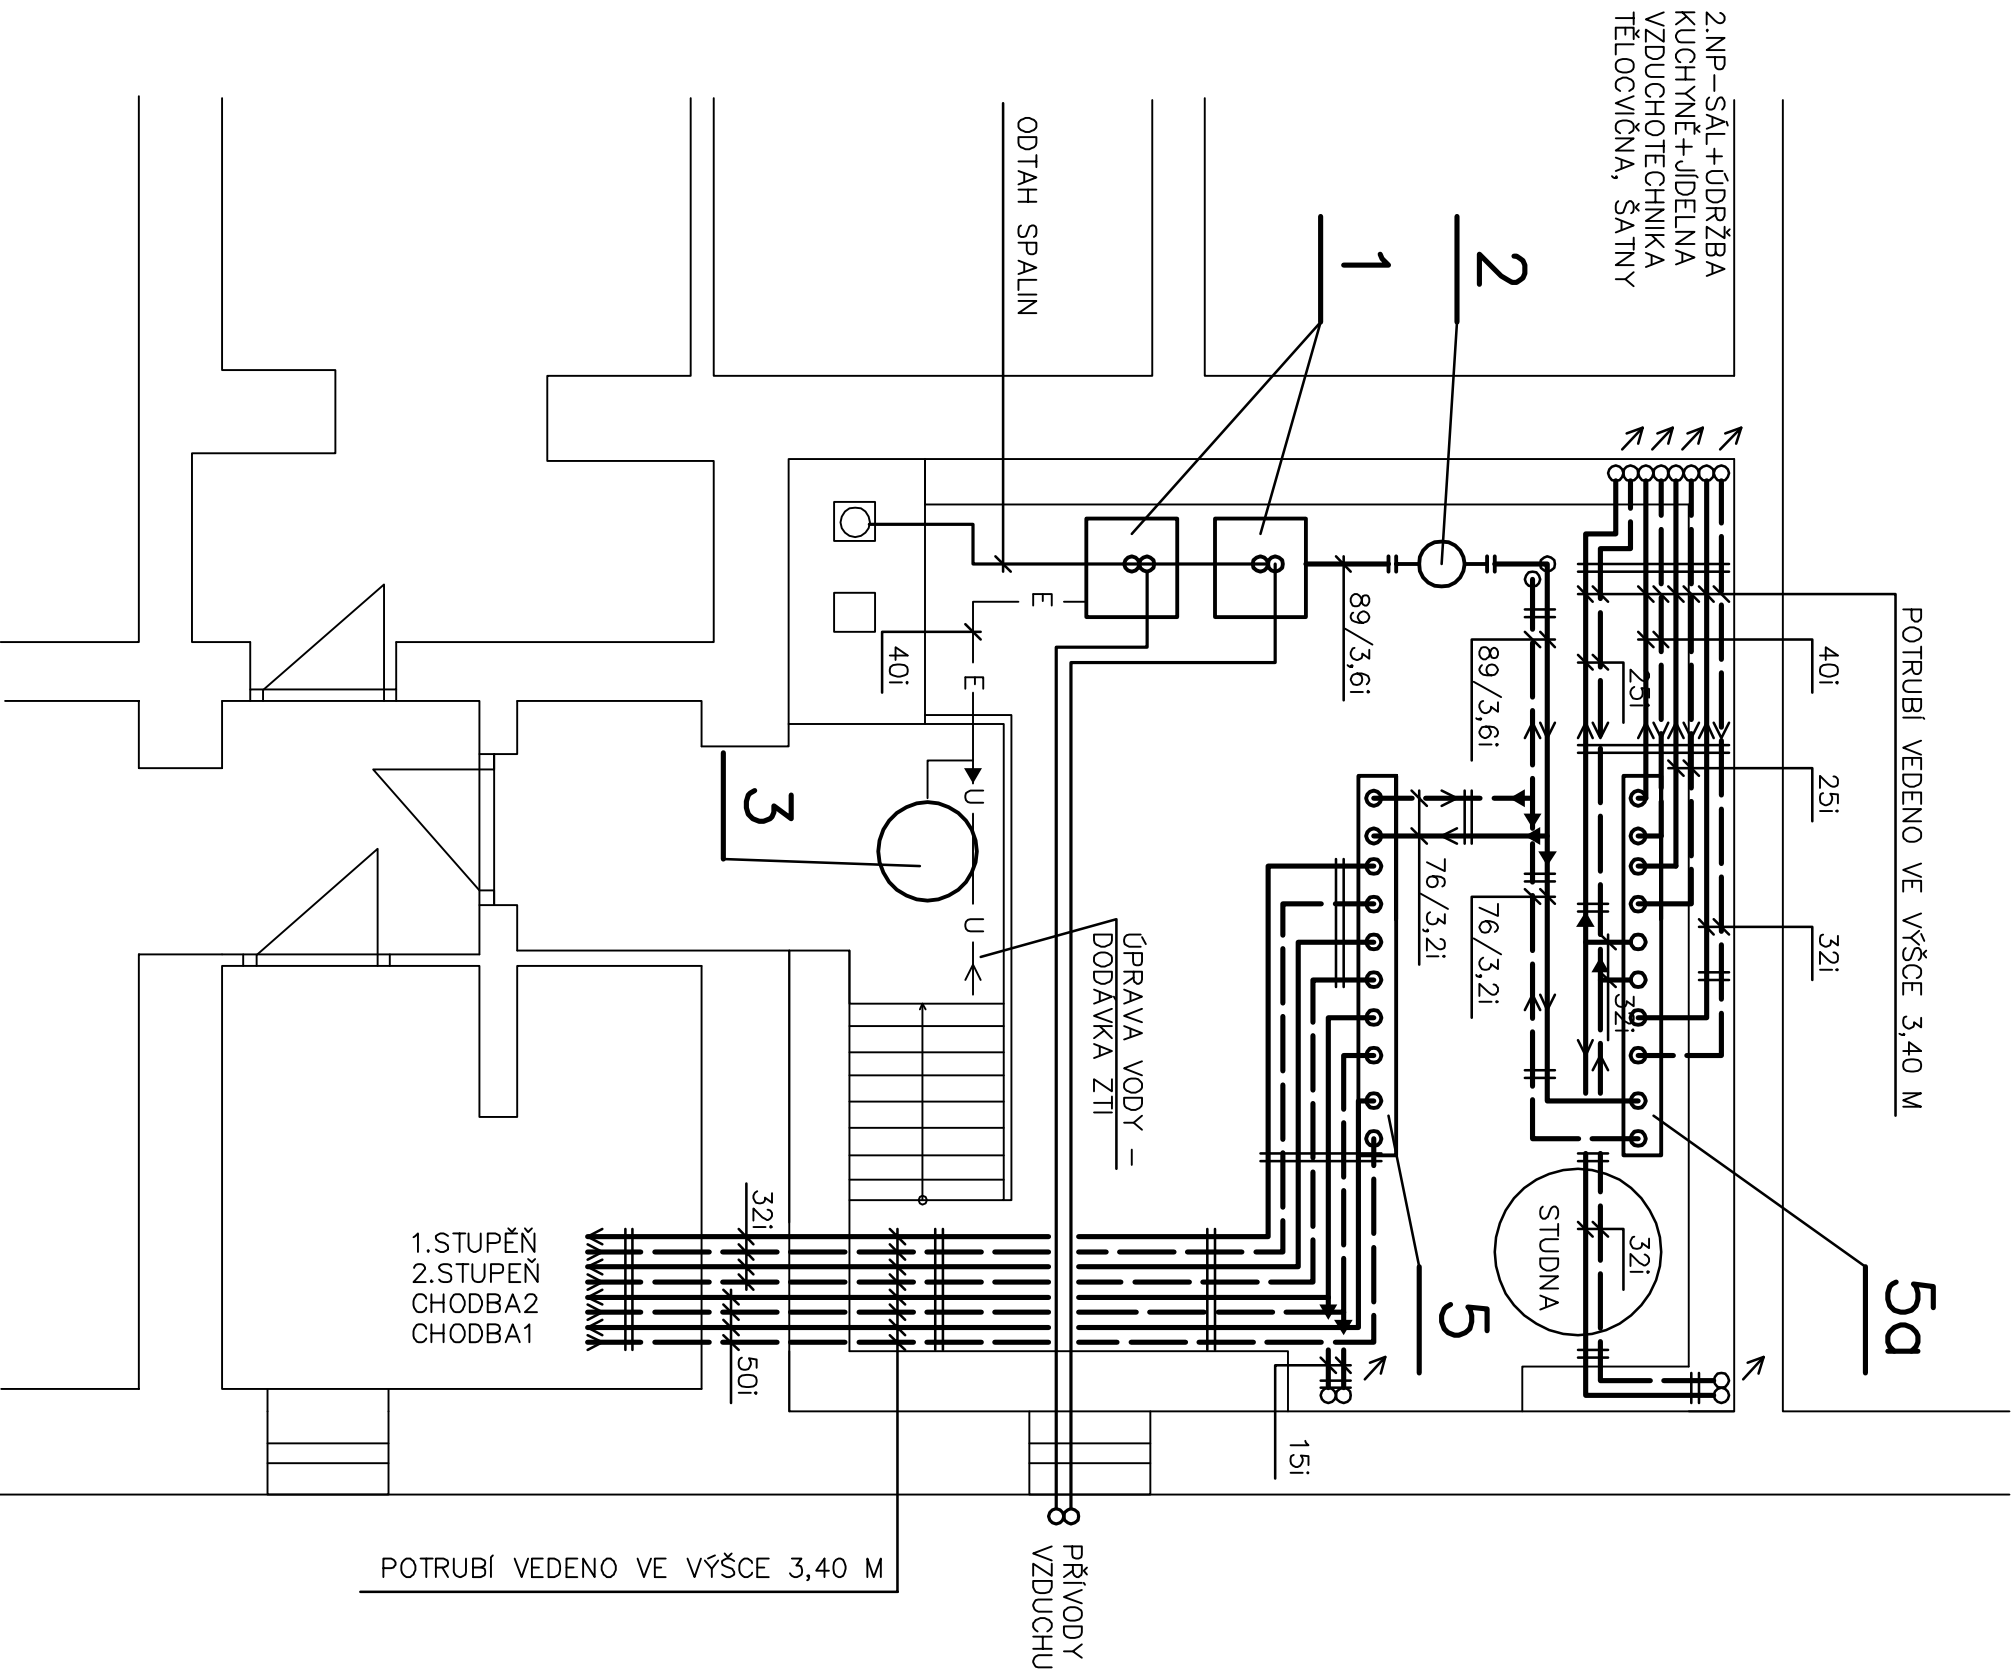 2.NP-SÁL+ÚDRŽBA
KUCHYNĚ+JÍDELNA
VZDUCHOTECHNIKA
TĚLOCVIČNA, ŠATNY
ODTAH SPALIN
1
2
POTRUBÍ VEDENO VE VÝŠCE 3,40 M
40i
25i
32i
25i
89/3,6i
89/3,6i
E
E
40i
U
U
3
76/3,2i
76/3,2i
32i
ÚPRAVA VODY -
DODÁVKA ZTI
STUDNA
32i
5a
5
32i
1.STUPĚŇ
2.STUPEŇ
CHODBA2
CHODBA1
50i
15i
POTRUBÍ VEDENO VE VÝŠCE 3,40 M
PŘÍVODY
VZDUCHU